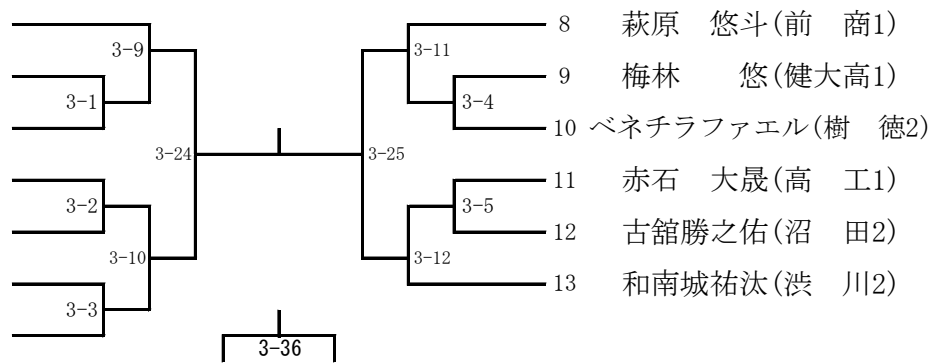 3-9
3-1
3-24
3-2
3-10
3-3
3-11
3-4
3-25
3-5
3-12
8 萩原　悠斗(前　商1)
9 梅林　　悠(健大高1)
10 ベネチラファエル(樹　徳2)
11 赤石　大晟(高　工1)
12 古舘勝之佑(沼　田2)
13 和南城祐汰(渋　川2)
3-36